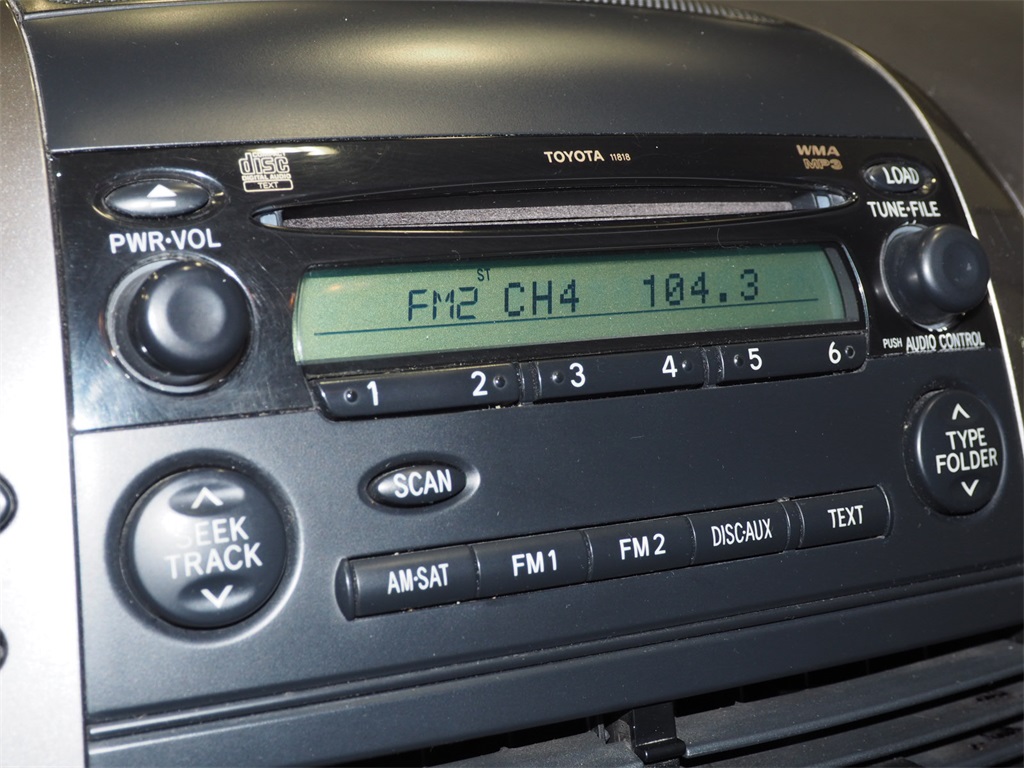 disc
DIGITAL AUDIO
TEXT
TOYOTA 11818
WMA
MP3
LOAD
PWR·VOL
TUNE·FILE
ST
FM2 CH4 104.3
PUSH AUDIO CONTROL
1 2 3 4 5 6
TYPE
FOLDER
SCAN
SEEK
TRACK
AM·SAT FM1 FM2 DISC·AUX TEXT